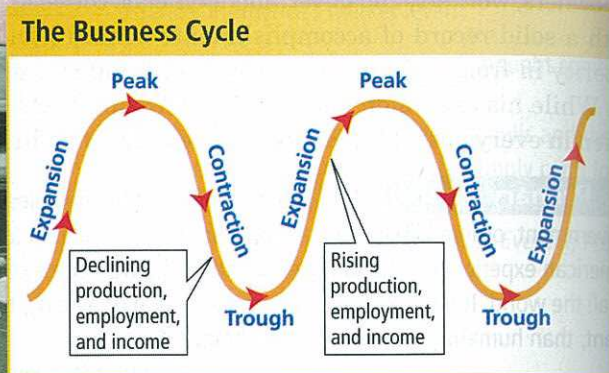 The Business Cycle
Peak
Peak
Expansion
Contraction
Expansion
Contraction
Expansion
Declining
production,
employment,
and income
Rising
production,
employment,
and income
Trough
Trough